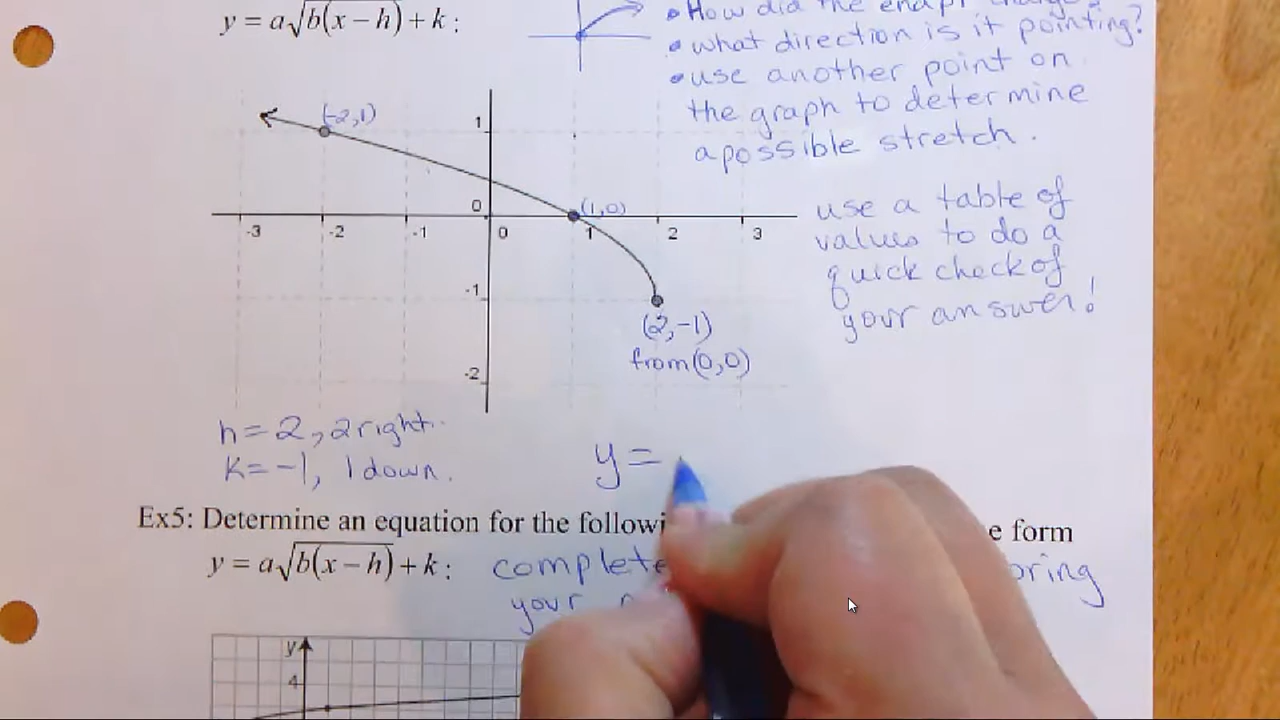 y = a√b(x − h) + k :
• How did the endpt change?
• what direction is it pointing?
• use another point on
the graph to determine
a possible stretch.
(-2,1)
1
(1,0)
0
-3 -2 -1 0 1 2 3
-1
(2,-1)
from (0,0)
-2
use a table of
values to do a
quick check of
your answer!
h=2, 2 right.
k=-1, 1 down.
y =
Ex5: Determine an equation for the e form
y = a√b(x − h) + k :
complete
your
y
4